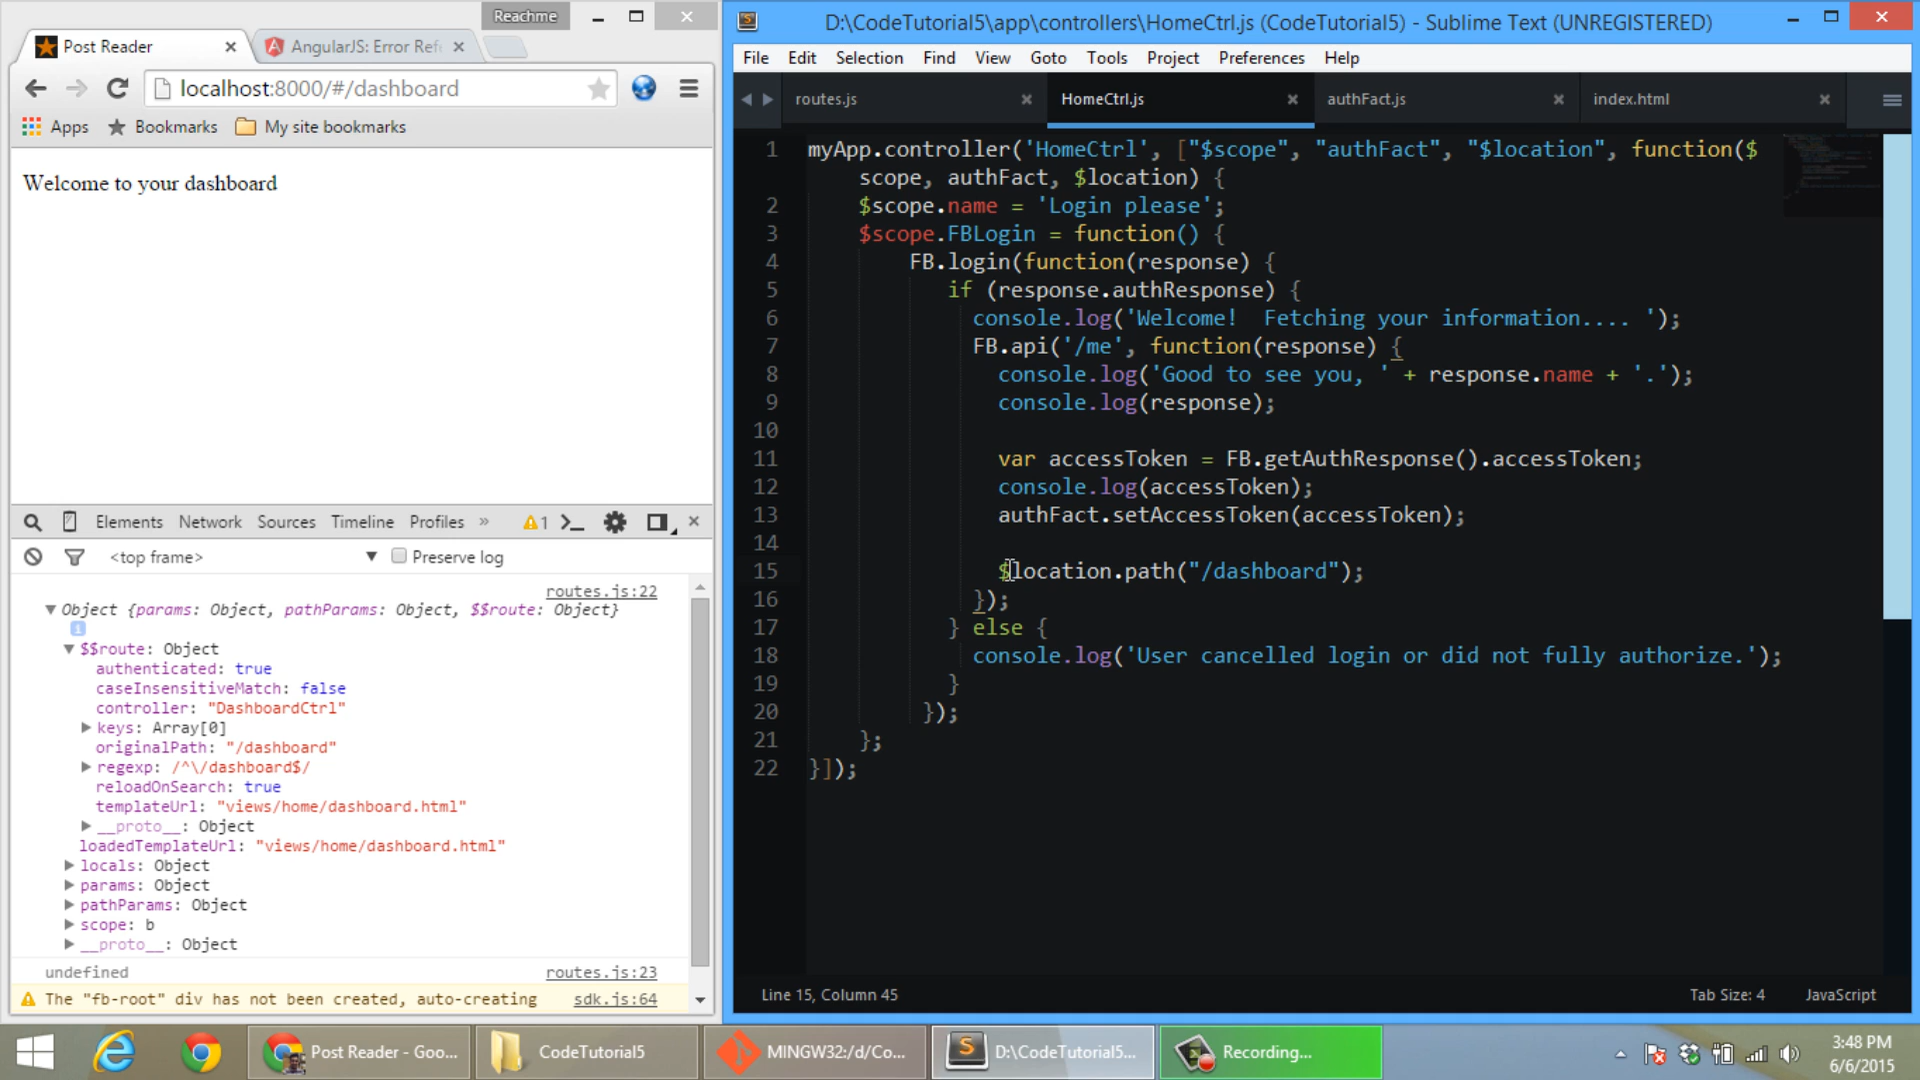 Reachme
Post Reader
AngularJS: Error Ref
localhost:8000/#/dashboard
Apps
Bookmarks
My site bookmarks
Welcome to your dashboard
Elements Network Sources Timeline Profiles » 1
<top frame>
Preserve log
routes.js:22
Object {params: Object, pathParams: Object, $$route: Object}
i
$$route: Object
authenticated: true
caseInsensitiveMatch: false
controller: "DashboardCtrl"
keys: Array[0]
originalPath: "/dashboard"
regexp: /^\/dashboard$/
reloadOnSearch: true
templateUrl: "views/home/dashboard.html"
__proto__: Object
loadedTemplateUrl: "views/home/dashboard.html"
locals: Object
params: Object
pathParams: Object
scope: b
__proto__: Object
undefined routes.js:23
The "fb-root" div has not been created, auto-creating sdk.js:64
D:\CodeTutorial5\app\controllers\HomeCtrl.js (CodeTutorial5) - Sublime Text (UNREGISTERED)
File Edit Selection Find View Goto Tools Project Preferences Help
routes.js HomeCtrl.js authFact.js index.html
1 myApp.controller('HomeCtrl', ["$scope", "authFact", "$location", function($
scope, authFact, $location) {
2 $scope.name = 'Login please';
3 $scope.FBLogin = function() {
4 FB.login(function(response) {
5 if (response.authResponse) {
6 console.log('Welcome!  Fetching your information.... ');
7 FB.api('/me', function(response) {
8 console.log('Good to see you, ' + response.name + '.');
9 console.log(response);
10
11 var accessToken = FB.getAuthResponse().accessToken;
12 console.log(accessToken);
13 authFact.setAccessToken(accessToken);
14
15 $location.path("/dashboard");
16 });
17 } else {
18 console.log('User cancelled login or did not fully authorize.');
19 }
20 });
21 };
22 }]);
Line 15, Column 45
Tab Size: 4
JavaScript
Post Reader - Goo...
CodeTutorial5
MINGW32:/d/Co...
D:\CodeTutorial5...
Recording...
3:48 PM
6/6/2015